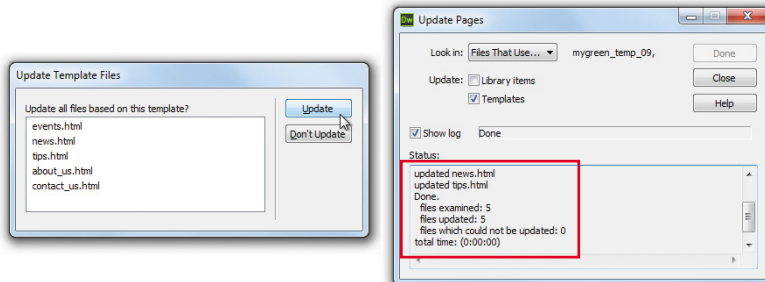 Update Template Files
Update all files based on this template?
events.html
news.html
tips.html
about_us.html
contact_us.html
Update
Don't Update
Dw Update Pages
Look in: Files That Use... mygreen_temp_09,
Done
Update: Library items
Close
Templates
Help
Show log Done
Status:
updated news.html
updated tips.html
Done.
files examined: 5
files updated: 5
files which could not be updated: 0
total time: (0:00:00)